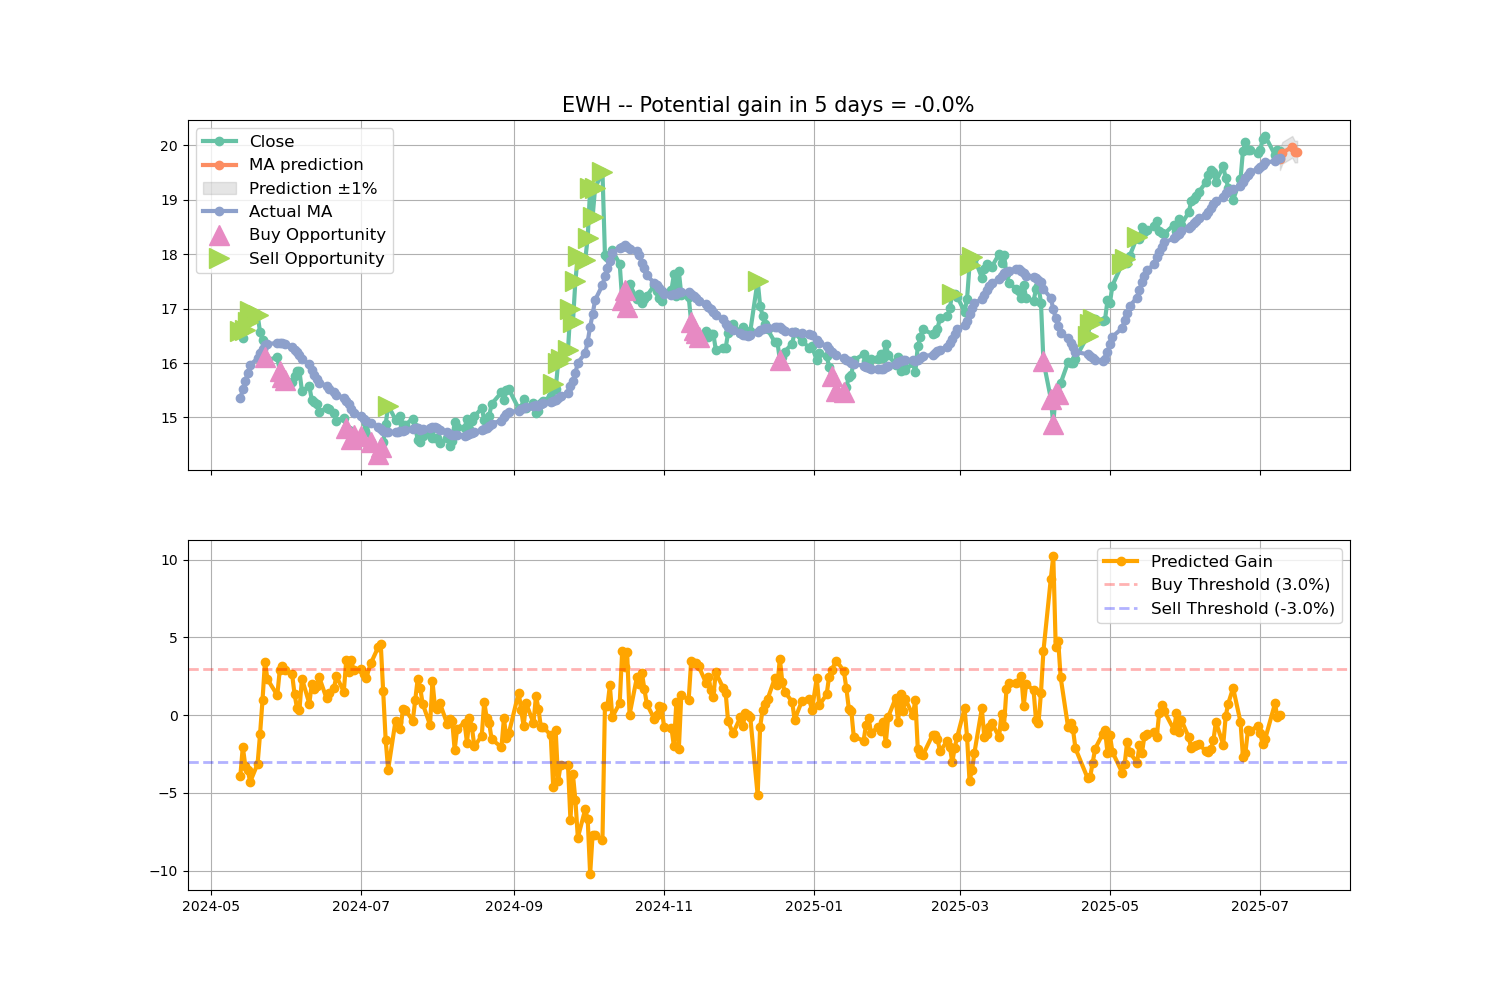 EWH -- Potential gain in 5 days = -0.0%
20
19
18
17
16
15
Close
MA prediction
Prediction ±1%
Actual MA
Buy Opportunity
Sell Opportunity
10
5
0
−5
−10
Predicted Gain
Buy Threshold (3.0%)
Sell Threshold (-3.0%)
2024-05 2024-07 2024-09 2024-11 2025-01 2025-03 2025-05 2025-07